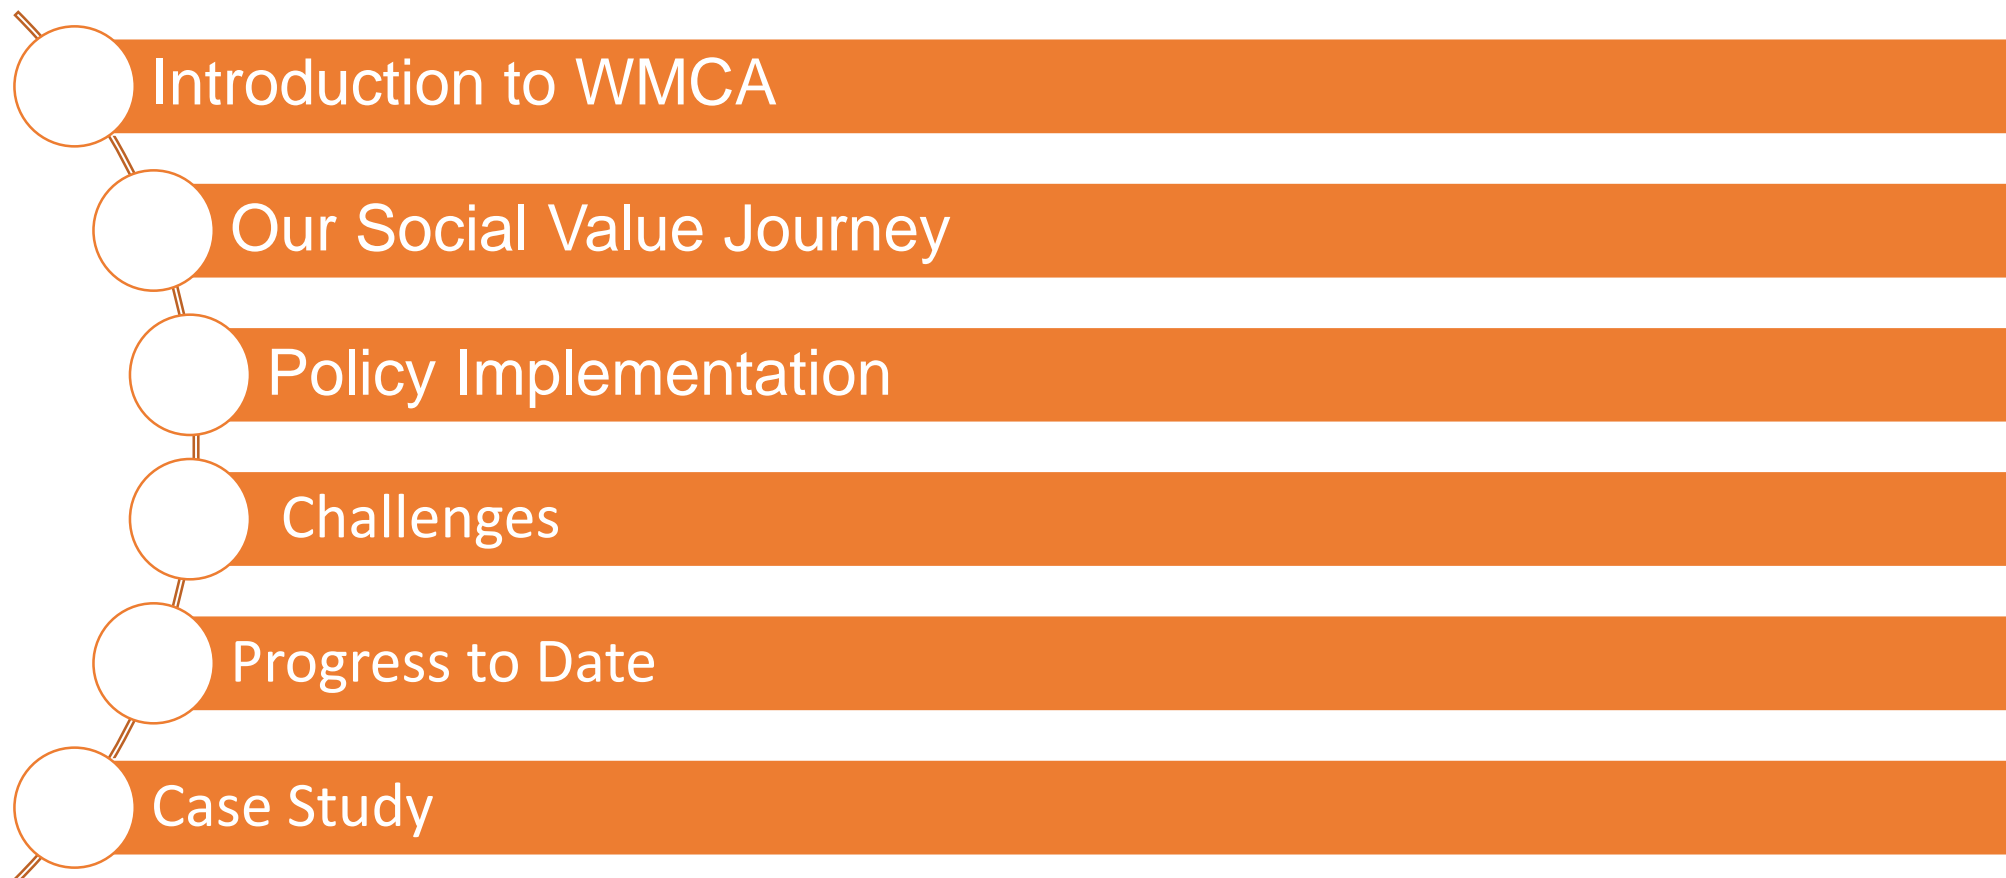 Introduction to WMCA
Our Social Value Journey
Policy Implementation
Challenges
Progress to Date
Case Study